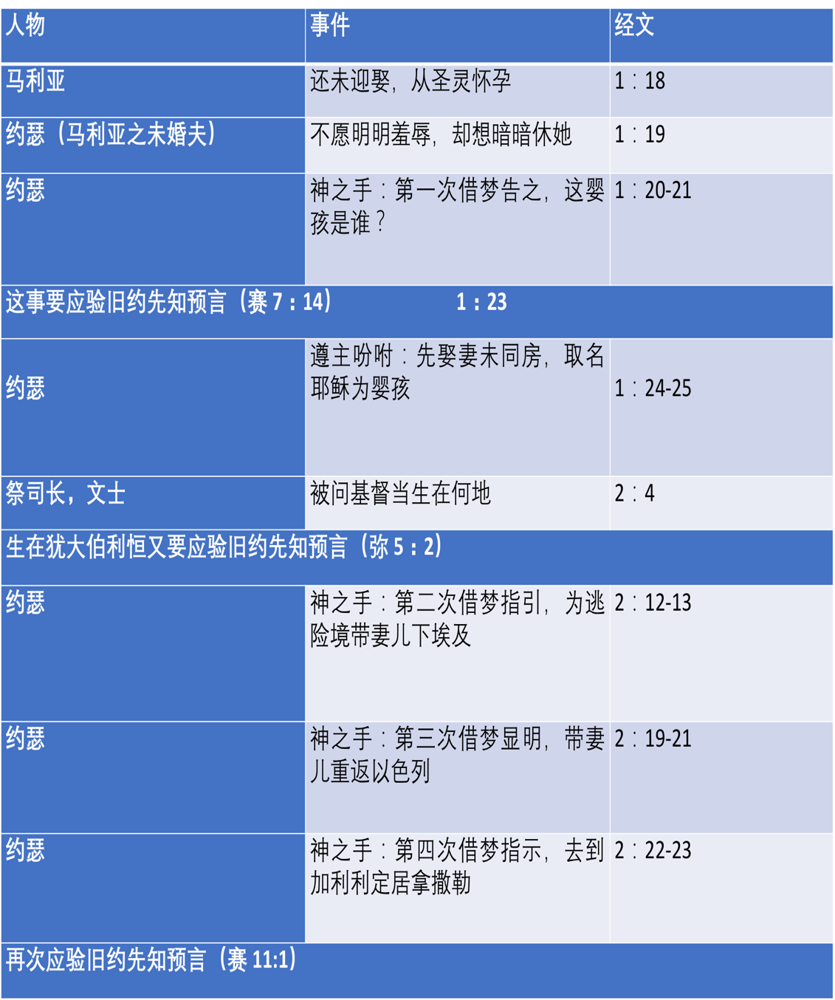 人物 事件 经文
马利亚 还未迎娶，从圣灵怀孕 1：18
约瑟（马利亚之未婚夫） 不愿明明羞辱，却想暗暗休她 1：19
约瑟 神之手：第一次借梦告之，这婴 1：20-21
孩是谁？
这事要应验旧约先知预言（赛 7：14） 1：23
遵主吩咐：先娶妻未同房，取名
约瑟 耶稣为婴孩 1：24-25
祭司长，文士 被问基督当生在何地 2：4
生在犹大伯利恒又要应验旧约先知预言（弥 5：2）
约瑟 神之手：第二次借梦指引，为逃 2：12-13
险境带妻儿下埃及
约瑟 神之手：第三次借梦显明，带妻 2：19-21
儿重返以色列
约瑟 神之手：第四次借梦指示，去到 2：22-23
加利利定居拿撒勒
再次应验旧约先知预言（赛 11:1）